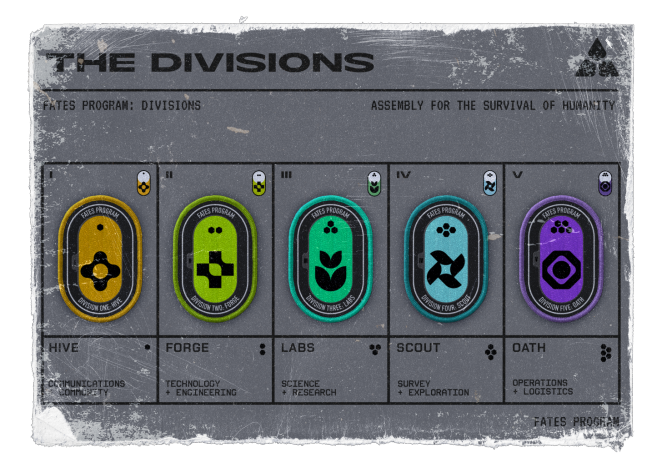 THE DIVISIONS
FATES PROGRAM: DIVISIONS
ASSEMBLY FOR THE SURVIVAL OF HUMANITY
I
II
III
IV
V
FATES PROGRAM
DIVISION ONE: HIVE
FATES PROGRAM
DIVISION TWO: FORGE
FATES PROGRAM
DIVISION THREE: LABS
FATES PROGRAM
DIVISION FOUR: SCOUT
FATES PROGRAM
DIVISION FIVE: OATH
HIVE
COMMUNICATIONS
COMMUNITY
FORGE
TECHNOLOGY
+ ENGINEERING
LABS
SCIENCE
+ RESEARCH
SCOUT
SURVEY
+ EXPLORATION
OATH
OPERATIONS
+ LOGISTICS
FATES PROGRAM